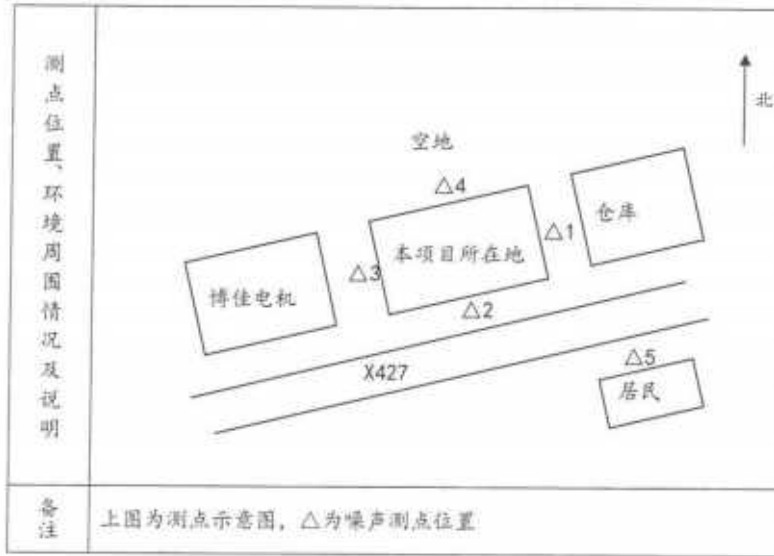 测点位置、环境周围情况及说明
北
空地
△4
仓库
△1
本项目所在地
△3
博佳电机
△2
X427
△5
居民
备注
上图为测点示意图，△为噪声测点位置